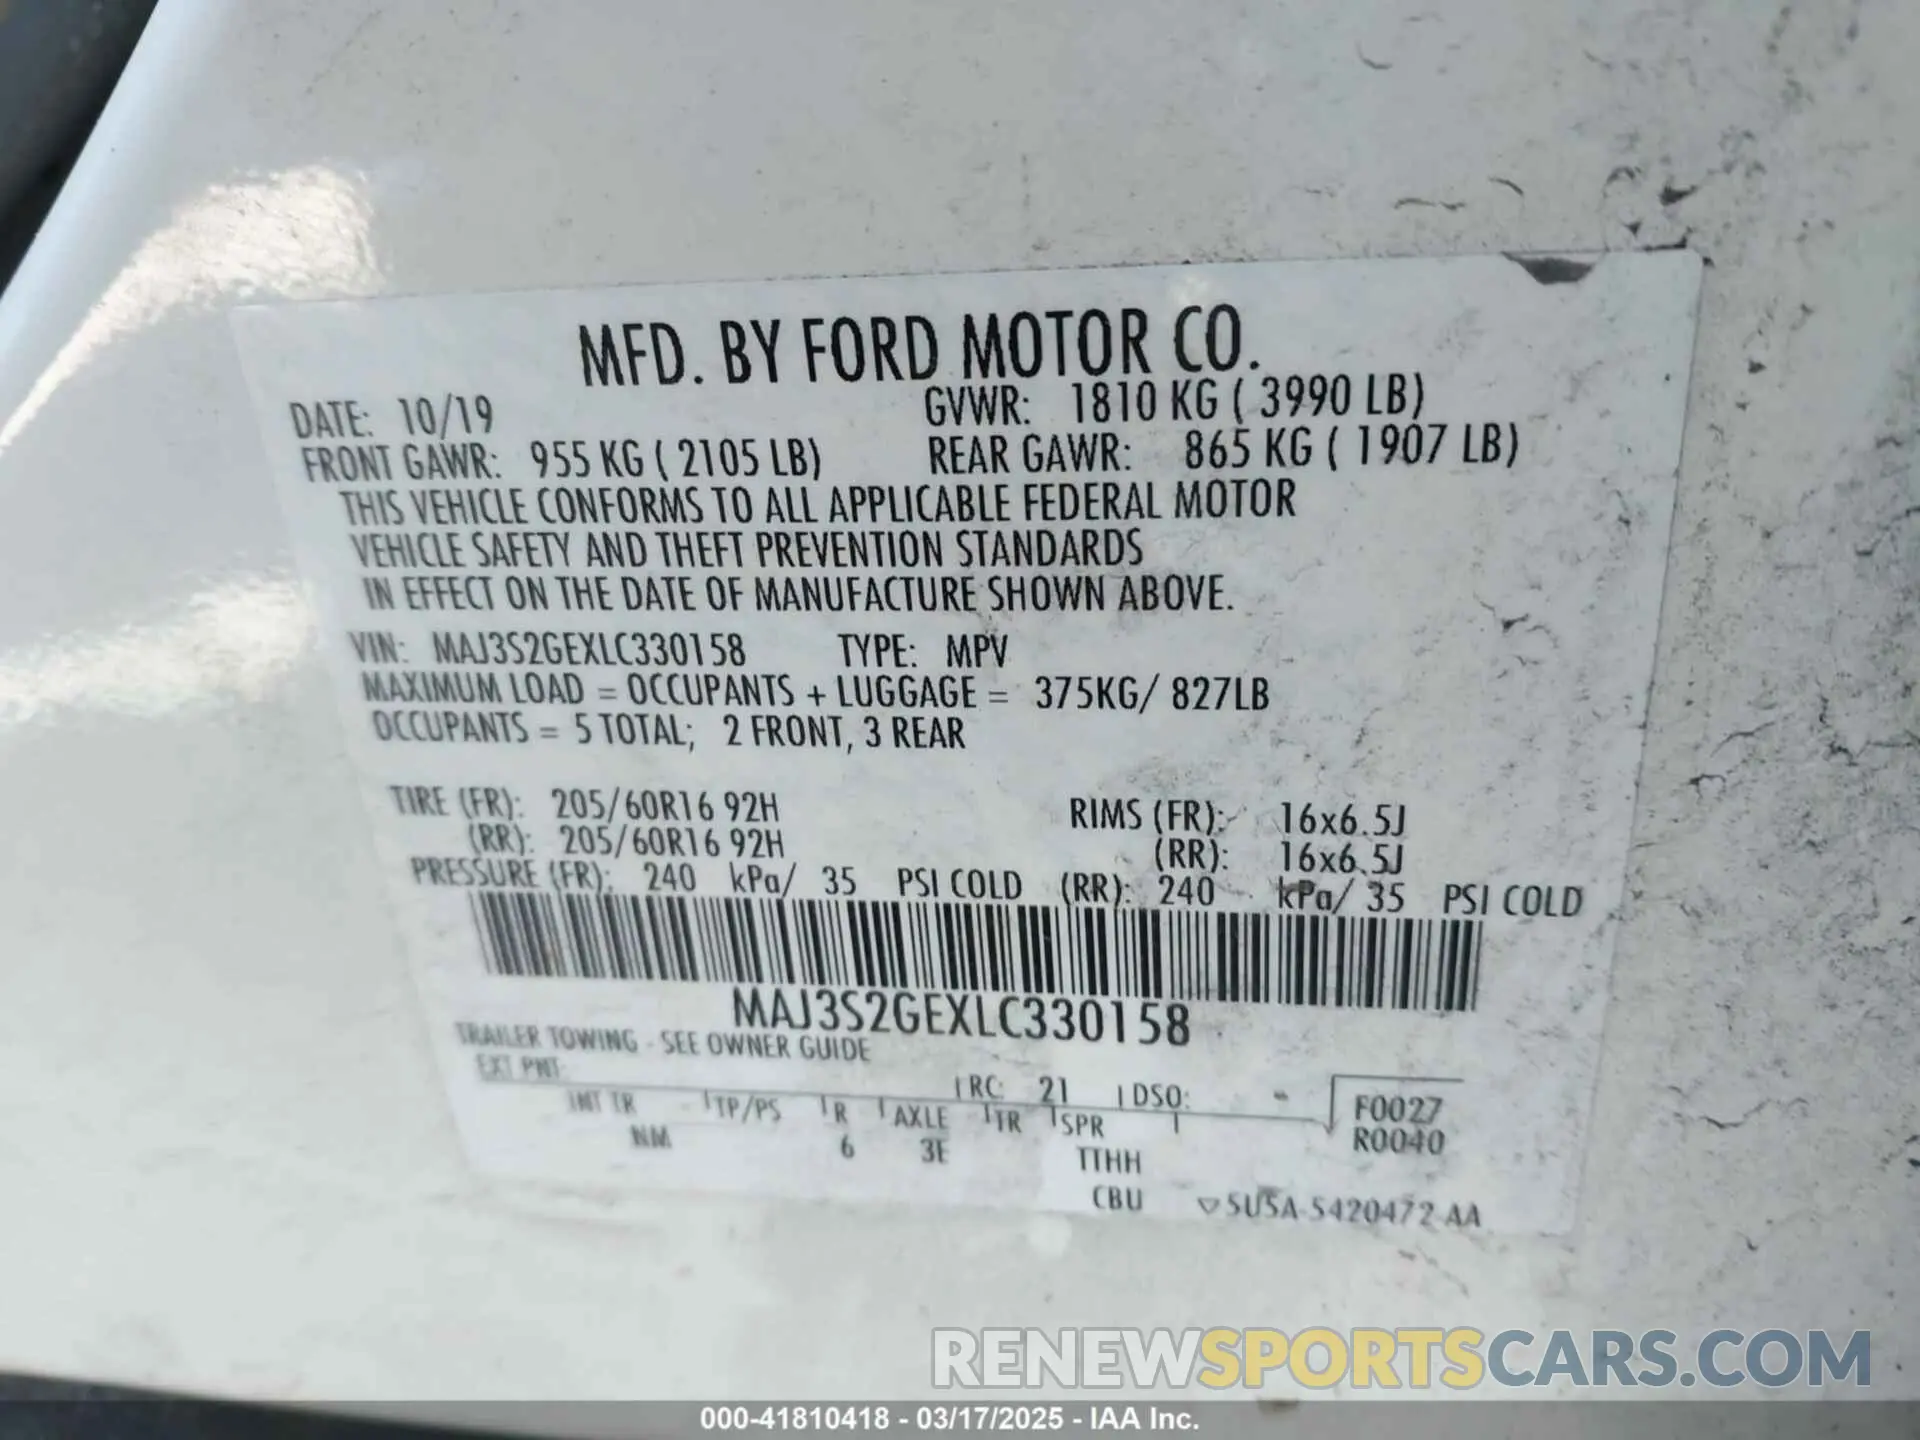 MFD. BY FORD MOTOR CO.
DATE: 10/19 GVWR: 1810 KG ( 3990 LB)
FRONT GAWR: 955 KG ( 2105 LB) REAR GAWR: 865 KG ( 1907 LB)
THIS VEHICLE CONFORMS TO ALL APPLICABLE FEDERAL MOTOR
VEHICLE SAFETY AND THEFT PREVENTION STANDARDS
IN EFFECT ON THE DATE OF MANUFACTURE SHOWN ABOVE.
VIN: MAJ3S2GEXLC330158 TYPE: MPV
MAXIMUM LOAD = OCCUPANTS + LUGGAGE = 375KG/ 827LB
OCCUPANTS = 5 TOTAL; 2 FRONT, 3 REAR
TIRE (FR): 205/60R16 92H RIMS (FR): 16x6.5J
(RR): 205/60R16 92H (RR): 16x6.5J
PRESSURE (FR): 240 kPa/ 35 PSI COLD (RR): 240 kPa/ 35 PSI COLD
MAJ3S2GEXLC330158
TRAILER TOWING - SEE OWNER GUIDE
EXT PNT: RC: 21 DSO: F0027
INT TR TP/PS R AXLE TR SPR R0040
NM 6 3E TTHH
CBU 5U5A-5420472-AA
RENEWSPORTSCARS.COM
000-41810418 - 03/17/2025 - IAA Inc.